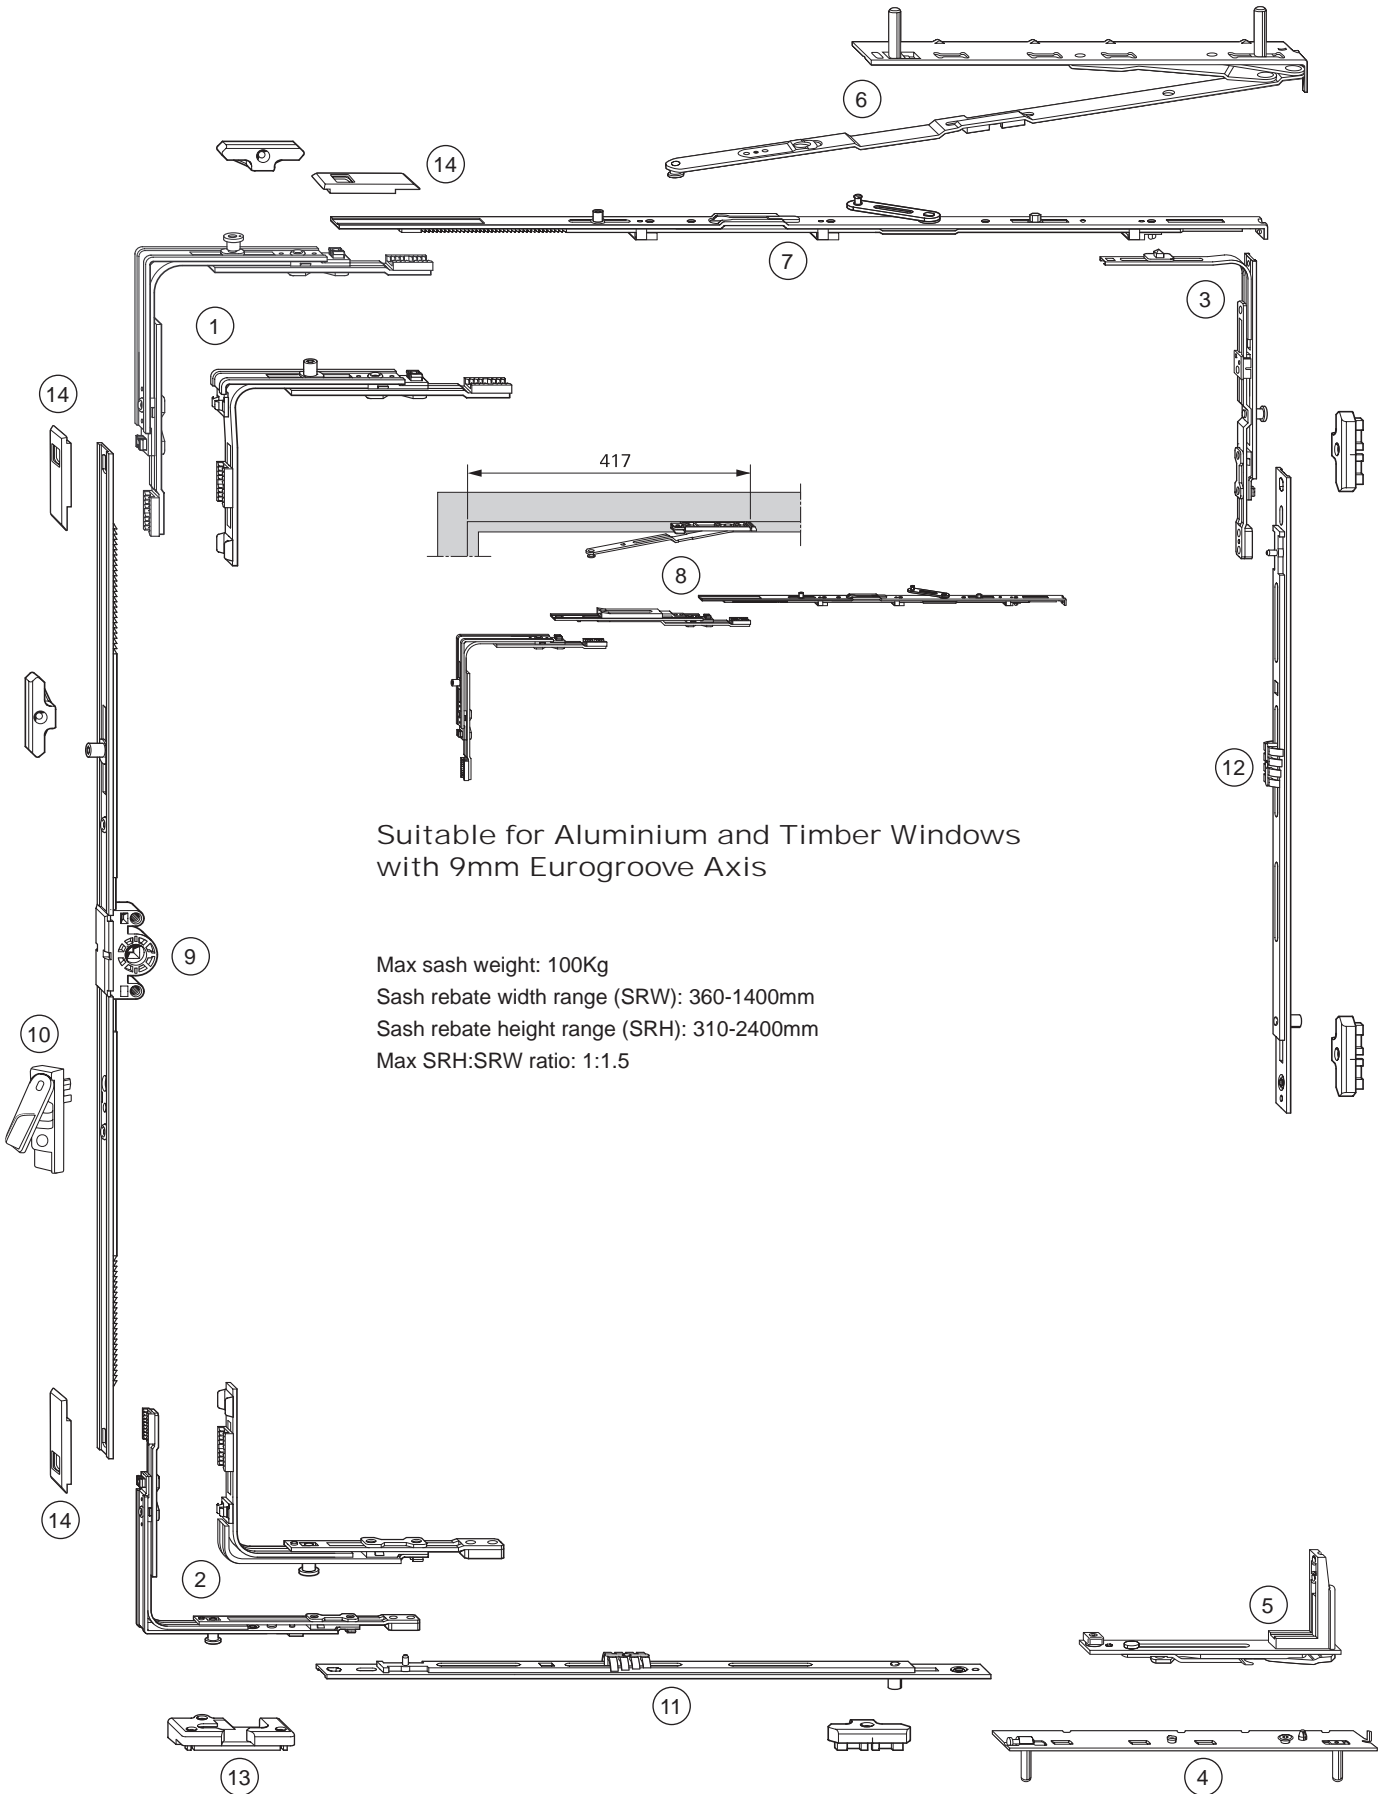 6
14
7
3
1
14
417
8
12
Suitable for Aluminium and Timber Windows
with 9mm Eurogroove Axis
9
Max sash weight: 100Kg
Sash rebate width range (SRW): 360-1400mm
Sash rebate height range (SRH): 310-2400mm
10
Max SRH:SRW ratio: 1:1.5
14
2
5
11
13
4